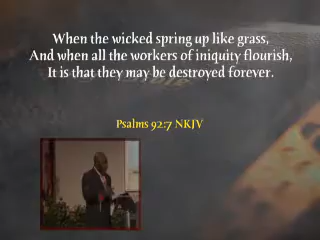 When the wicked spring up like grass,
And when all the workers of iniquity flourish,
It is that they may be destroyed forever.
Psalms 92:7 NKJV